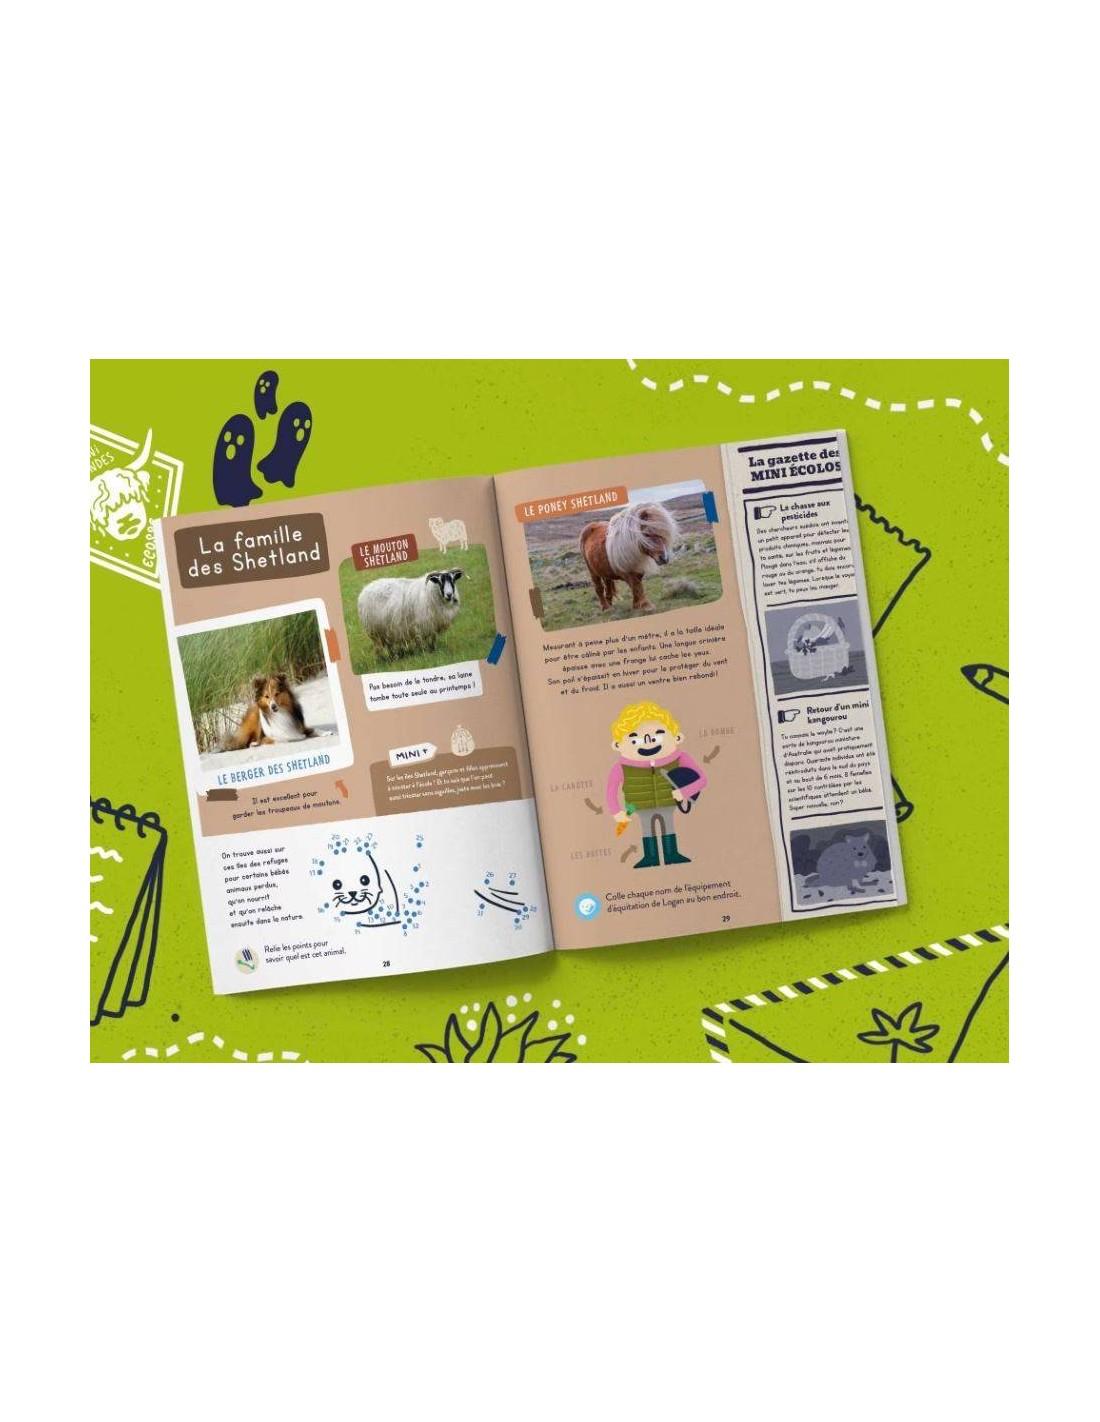 La famille
des Shetland
LE BERGER DES SHETLAND
Il est excellent pour
garder les troupeaux de moutons.
LE MOUTON
SHETLAND
Pas besoin de le tondre, sa laine
tombe toute seule au printemps !
MINI +
Sur les îles Shetland, garçons et filles apprennent
à tricoter à l'école ! Et tu sais que l'on peut
aussi tricoter sans aiguilles, juste avec les bras ?
On trouve aussi sur
ces îles des refuges
pour certains bébés
animaux perdus,
qu'on nourrit
et qu'on relâche
ensuite dans la nature.
Relie les points pour
savoir quel est cet animal.
28
LE PONEY SHETLAND
Mesurant à peine plus d'un mètre, il a la taille idéale
pour être câliné par les enfants. Une longue crinière
épaisse avec une frange lui cache les yeux.
Son poil s'épaissit en hiver pour le protéger du vent
et du froid. Il a aussi un ventre bien rebondi !
LA BOMBE
LA CAROTTE
LES BOTTES
Colle chaque nom de l'équipement
d'équitation de Logan au bon endroit.
29
La gazette des
MINI ÉCOLOS
La chasse aux
pesticides
Des chercheurs suédois ont invent
un petit appareil pour détecter les
produits chimiques, mauvais pour
ta santé, sur les fruits et légumes
Plongé dans l'eau, s'il affiche du
rouge ou du orange, tu dois encore
laver tes légumes. Lorsque le voya
est vert, tu peux les manger.
Retour d'un mini
kangourou
Tu connais le woylie ? C'est une
sorte de kangourou miniature
d'Australie qui avait pratiquement
disparu. Quarante individus ont été
réintroduits dans le sud du pays
et au bout de 6 mois, 8 femelles
sur les 10 contrôlées par les
scientifiques attendent un bébé.
Super nouvelle, non ?
ECOSSE